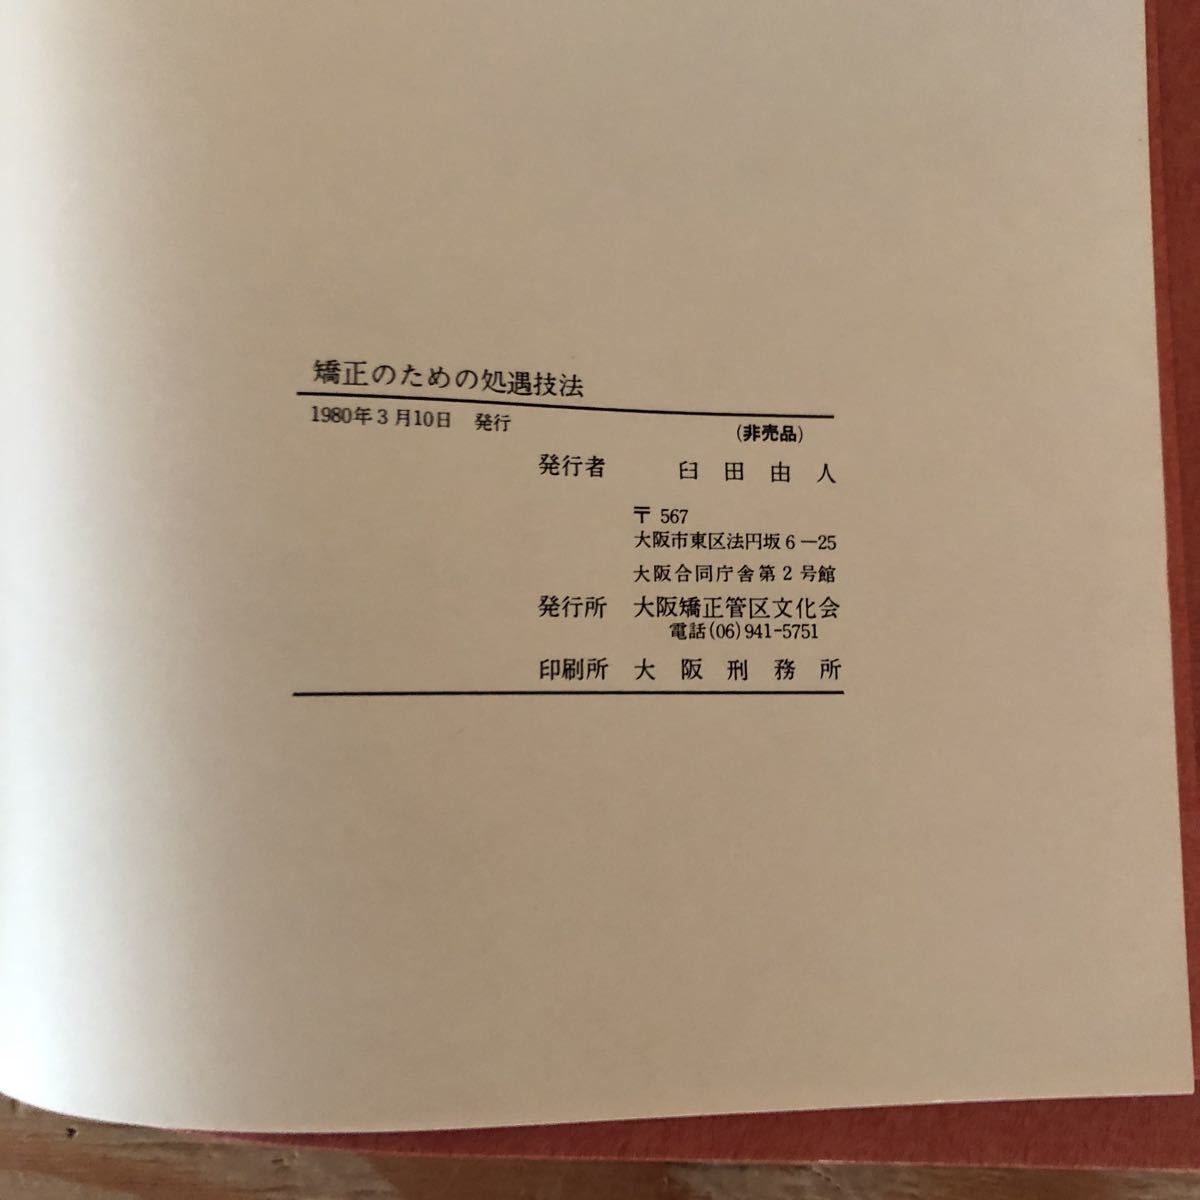 矯正のための処遇技法
1980年3月10日 発行 (非売品)
発行者 臼田由人
〒 567
大阪市東区法円坂6―25
大阪合同庁舎第2号館
発行所 大阪矯正管区文化会
電話(06)941-5751
印刷所 大阪刑務所